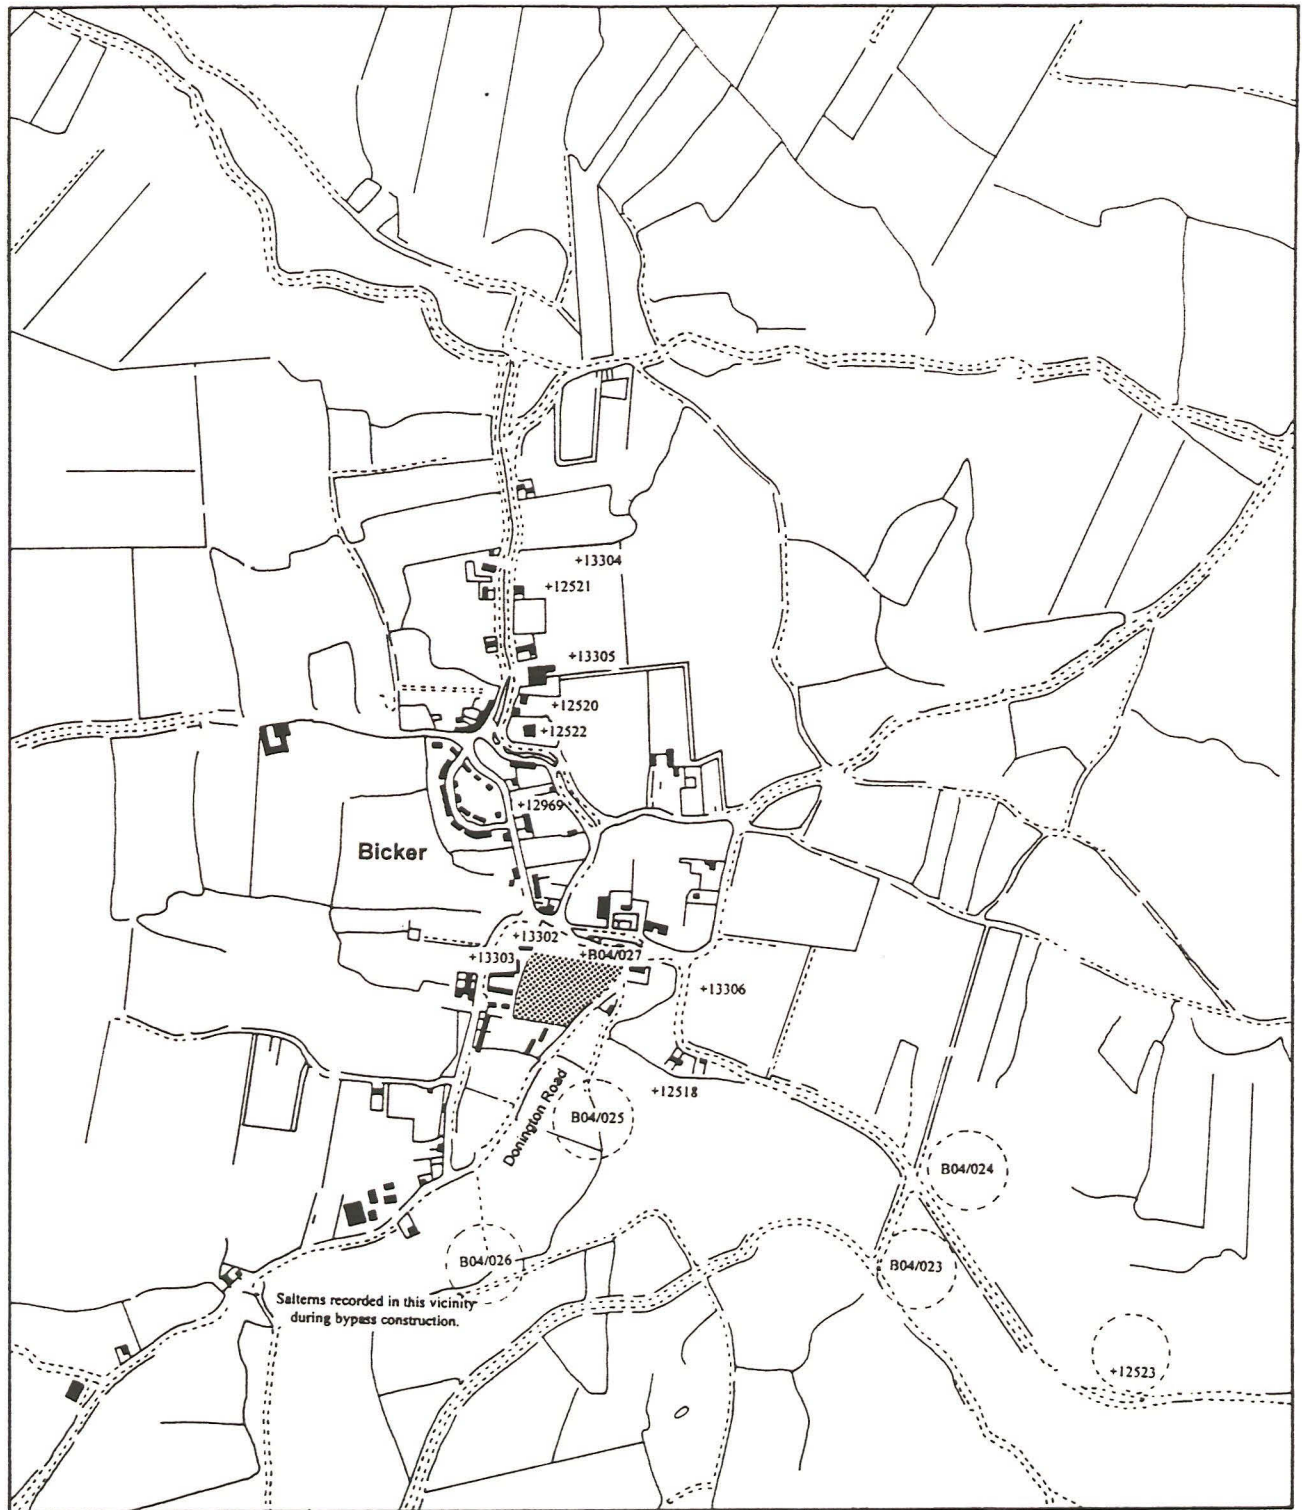 +13304
+12521
+13305
+12520
+12522
+12969
Bicker
+13302
+13303
+B04/027
+13306
+12518
B04/025
Donington Road
B04/024
B04/026
B04/023
Salterns recorded in this vicinity
during bypass construction.
+12523